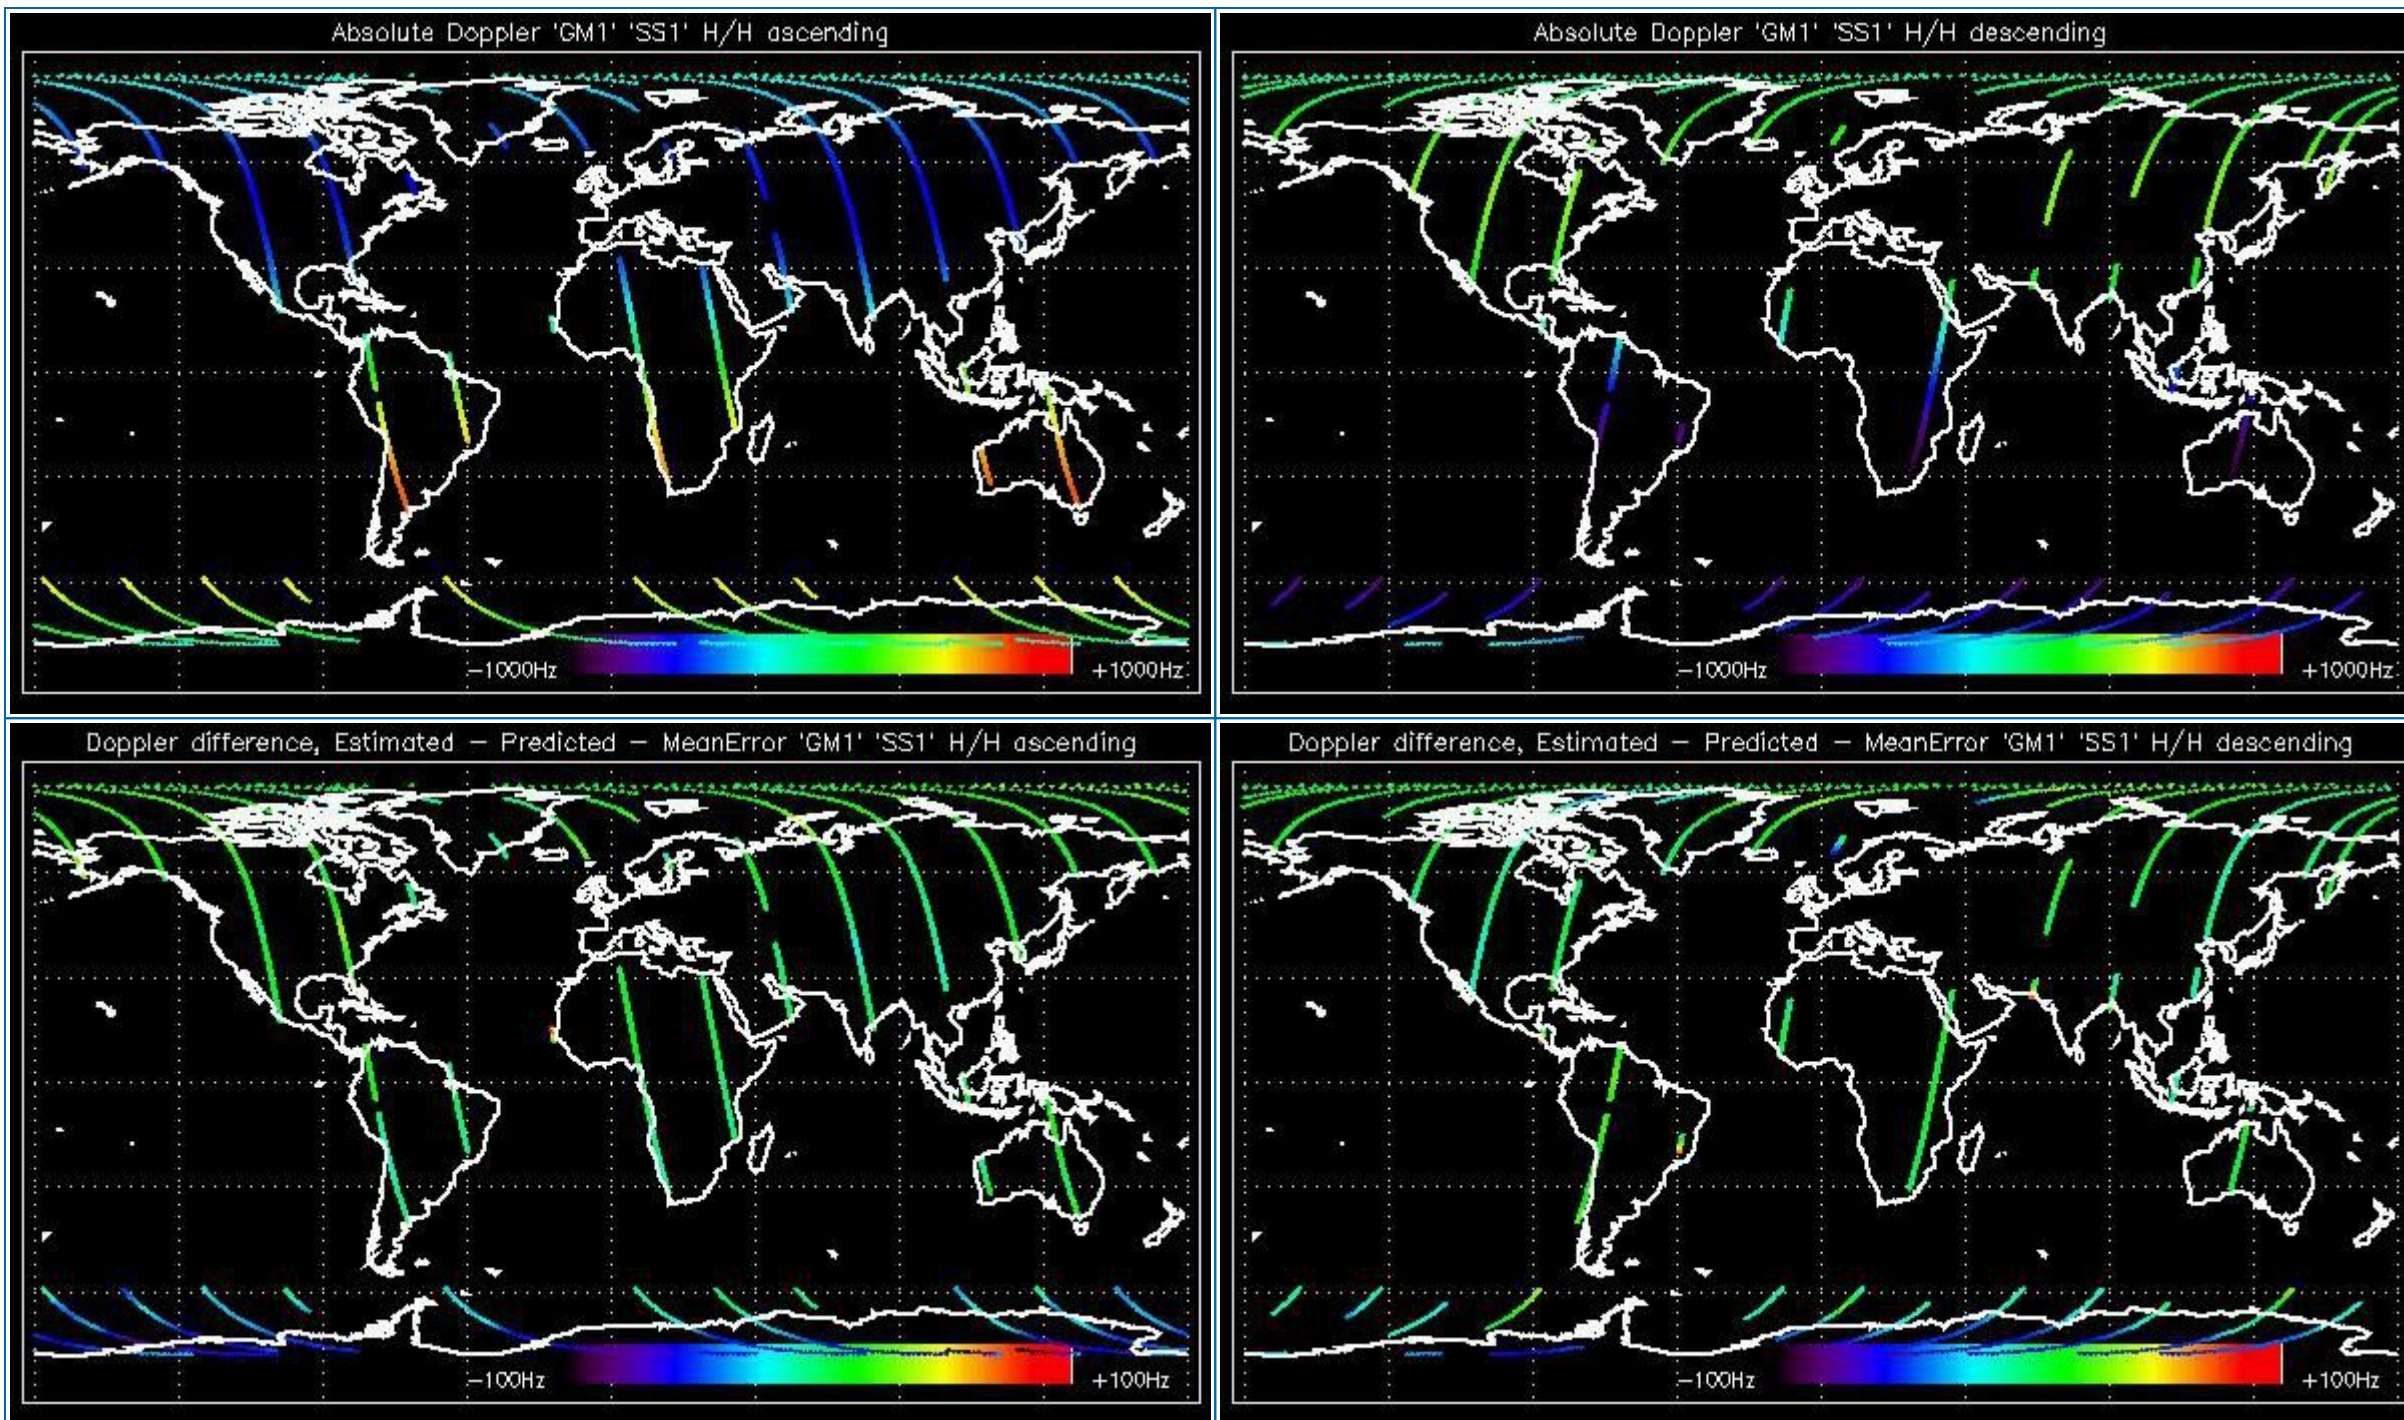 Absolute Doppler 'GM1' 'SS1' H/H ascending
−1000Hz
+1000Hz
Absolute Doppler 'GM1' 'SS1' H/H descending
−1000Hz
+1000Hz
Doppler difference, Estimated − Predicted − MeanError 'GM1' 'SS1' H/H ascending
−100Hz
+100Hz
Doppler difference, Estimated − Predicted − MeanError 'GM1' 'SS1' H/H descending
−100Hz
+100Hz